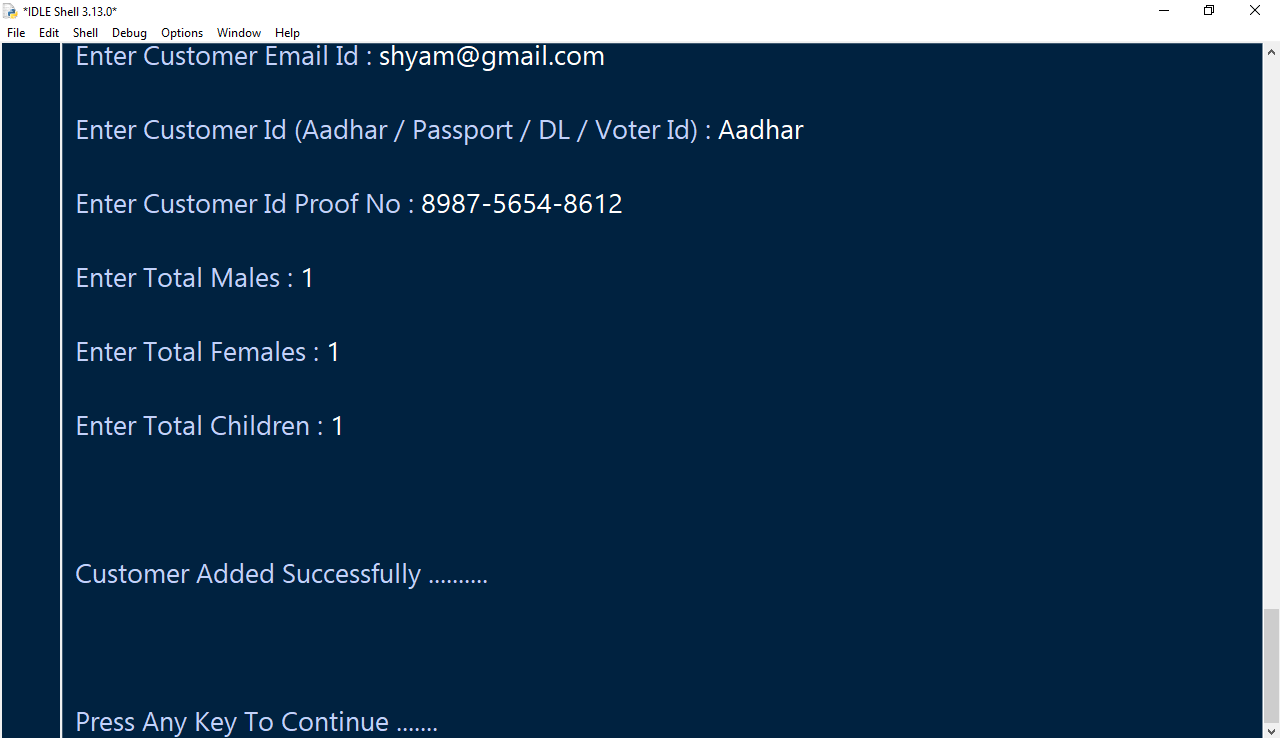 *IDLE Shell 3.13.0*
File Edit Shell Debug Options Window Help
Enter Customer Email Id : shyam@gmail.com
Enter Customer Id (Aadhar / Passport / DL / Voter Id) : Aadhar
Enter Customer Id Proof No : 8987-5654-8612
Enter Total Males : 1
Enter Total Females : 1
Enter Total Children : 1
Customer Added Successfully ..........
Press Any Key To Continue .......